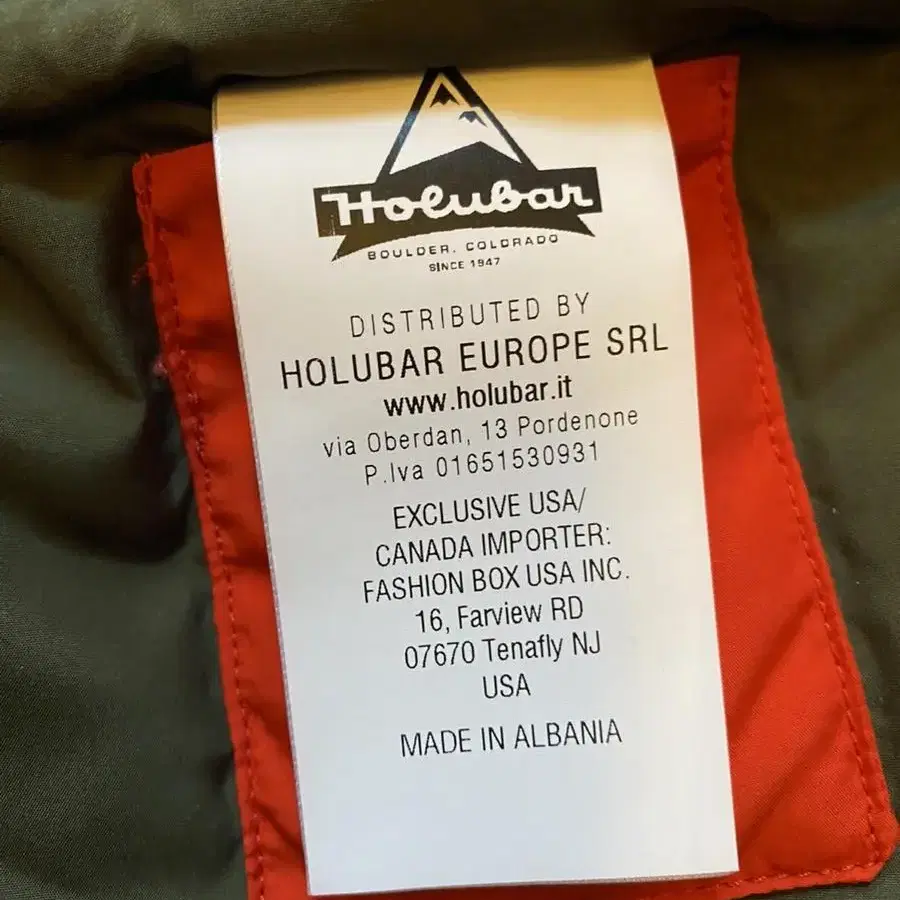 Holubar
BOULDER, COLORADO
SINCE 1947
DISTRIBUTED BY
HOLUBAR EUROPE SRL
www.holubar.it
via Oberdan, 13 Pordenone
P.Iva 01651530931
EXCLUSIVE USA/
CANADA IMPORTER:
FASHION BOX USA INC.
16, Farview RD
07670 Tenafly NJ
USA
MADE IN ALBANIA